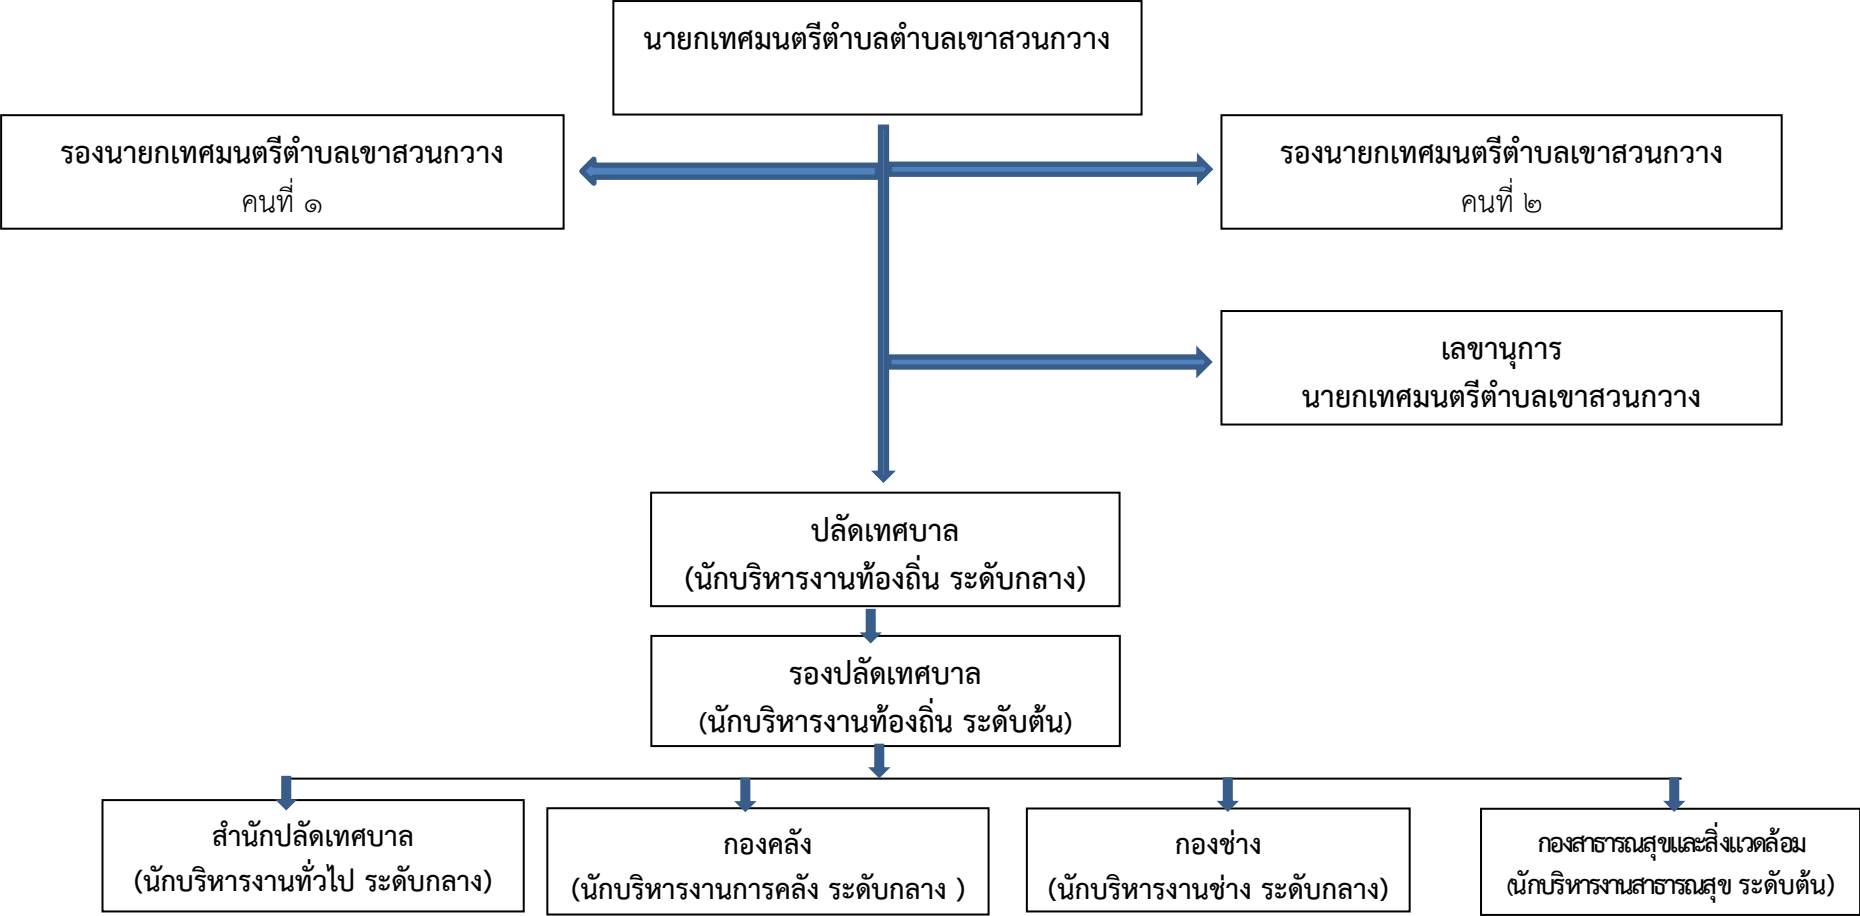 นายกเทศมนตรีตำบลตำบลเขาสวนกวาง
รองนายกเทศมนตรีตำบลเขาสวนกวาง
คนที่ ๑
รองนายกเทศมนตรีตำบลเขาสวนกวาง
คนที่ ๒
เลขานุการ
นายกเทศมนตรีตำบลเขาสวนกวาง
ปลัดเทศบาล
(นักบริหารงานท้องถิ่น ระดับกลาง)
รองปลัดเทศบาล
(นักบริหารงานท้องถิ่น ระดับต้น)
สำนักปลัดเทศบาล
(นักบริหารงานทั่วไป ระดับกลาง)
กองคลัง
(นักบริหารงานการคลัง ระดับกลาง )
กองช่าง
(นักบริหารงานช่าง ระดับกลาง)
กองสาธารณสุขและสิ่งแวดล้อม
(นักบริหารงานสาธารณสุข ระดับต้น)